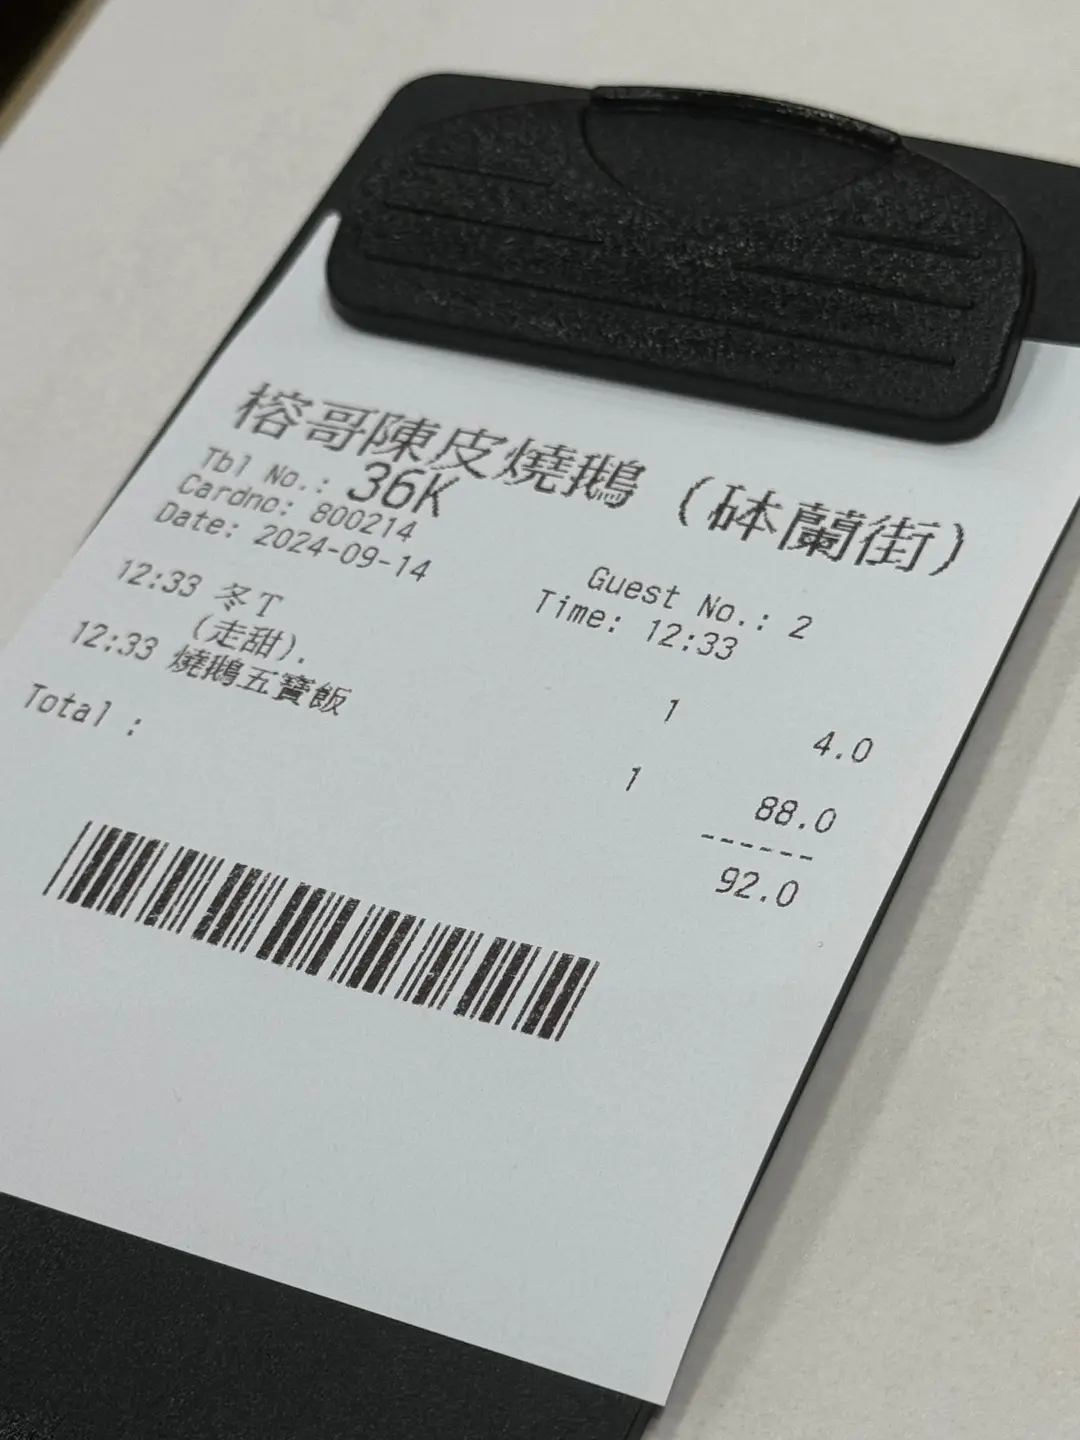 榕哥陳皮燒鵝 (砵蘭街)
Tbl No.: 36K
Cardno: 800214 Guest No.: 2
Date: 2024-09-14 Time: 12:33
12:33 冬T 1 4.0
(走甜).
12:33 燒鵝五寶飯 1 88.0
------
Total : 92.0